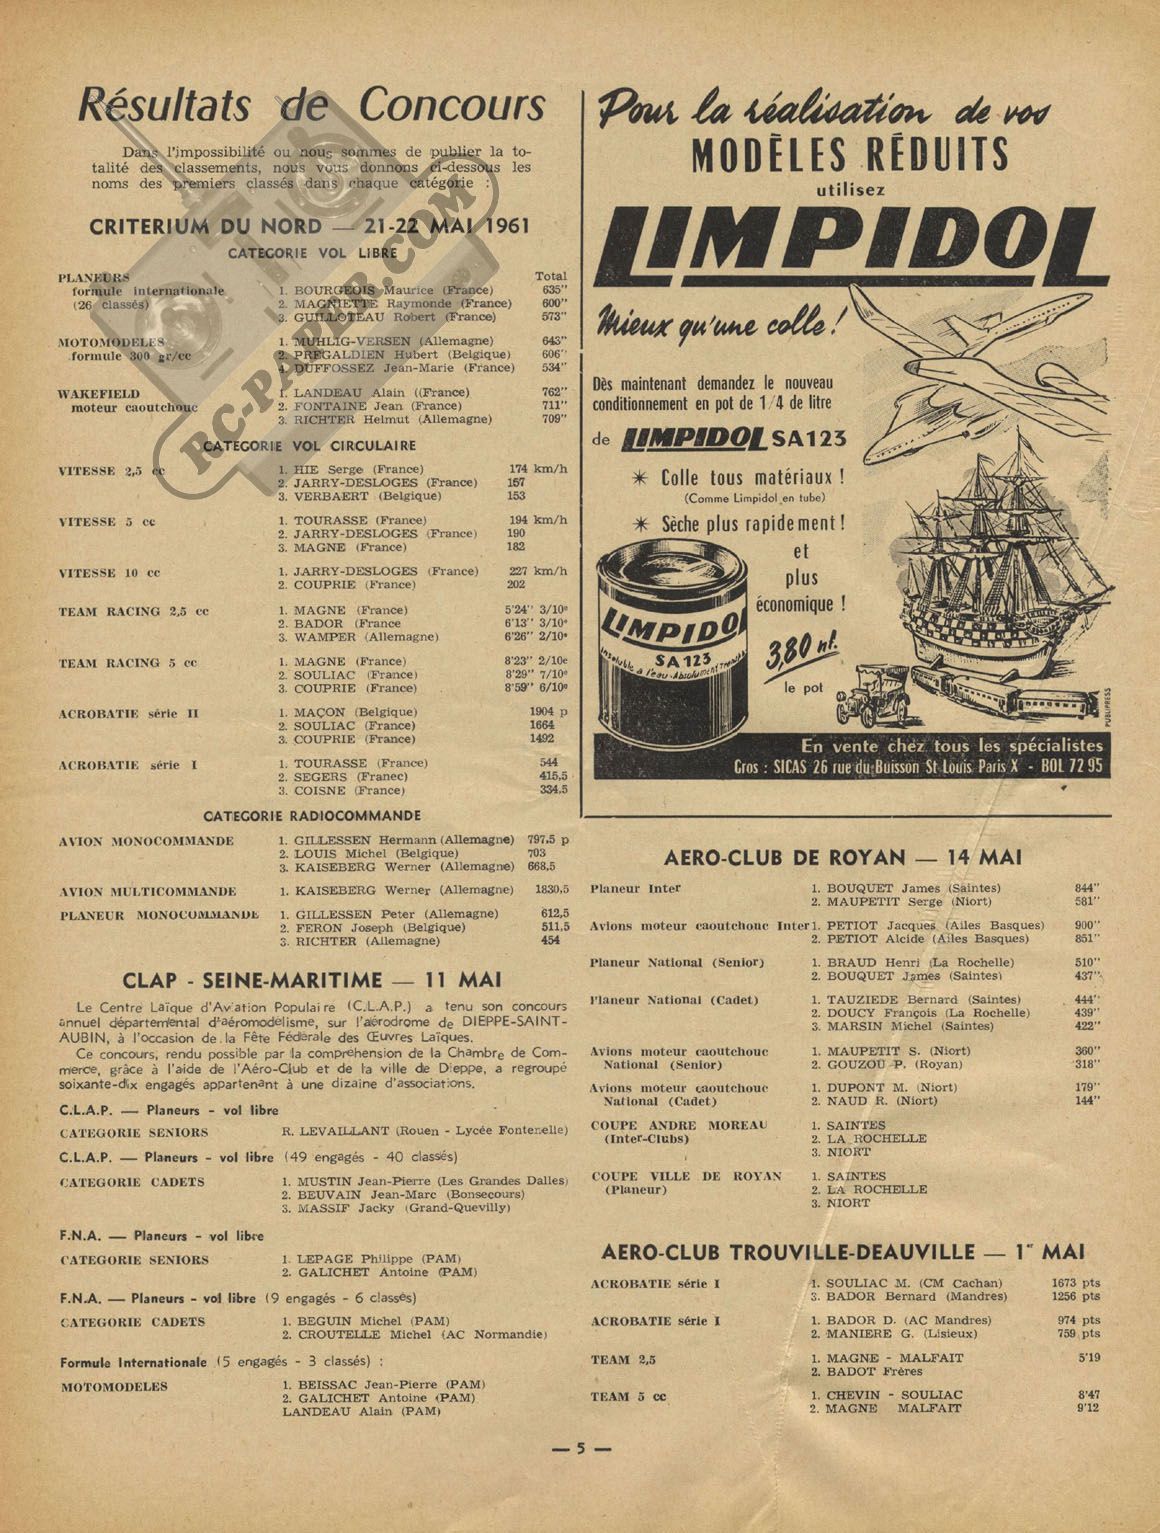 Résultats de Concours
Dans l'impossibilité ou nous sommes de publier la to-
talité des classements, nous vous donnons ci-dessous les
noms des premiers classés dans chaque catégorie :
CRITERIUM DU NORD — 21-22 MAI 1961
CATEGORIE VOL LIBRE
PLANEURS Total
formule internationale 1. BOURGEOIS Maurice (France) 635"
(26 classés) 2. MAGNIETTE Raymonde (France) 600"
3. GUILLOTEAU Robert (France) 573"
MOTOMODELES 1. MUHLIG-VERSEN (Allemagne) 643"
formule 300 gr/cc 2. PREGALDIEN Hubert (Belgique) 606"
4. DUFFOSSEZ Jean-Marie (France) 534"
WAKEFIELD 1. LANDEAU Alain ((France) 762"
moteur caoutchouc 2. FONTAINE Jean (France) 711"
3. RICHTER Helmut (Allemagne) 709"
CATEGORIE VOL CIRCULAIRE
VITESSE 2,5 cc 1. HIE Serge (France) 174 km/h
2. JARRY-DESLOGES (France) 157
3. VERBAERT (Belgique) 153
VITESSE 5 cc 1. TOURASSE (France) 194 km/h
2. JARRY-DESLOGES (France) 190
3. MAGNE (France) 182
VITESSE 10 cc 1. JARRY-DESLOGES (France) 227 km/h
2. COUPRIE (France) 202
TEAM RACING 2,5 cc 1. MAGNE (France) 5'24" 3/10e
2. BADOR (France 6'13" 3/10e
3. WAMPER (Allemagne) 6'26" 2/10e
TEAM RACING 5 cc 1. MAGNE (France) 8'23" 2/10e
2. SOULIAC (France) 8'29" 7/10e
3. COUPRIE (France) 8'59" 6/10e
ACROBATIE série II 1. MAÇON (Belgique) 1904 p
2. SOULIAC (France) 1664
3. COUPRIE (France) 1492
ACROBATIE série I 1. TOURASSE (France) 544
2. SEGERS (Franec) 415,5
3. COISNE (France) 334,5
CATEGORIE RADIOCOMMANDE
AVION MONOCOMMANDE 1. GILLESSEN Hermann (Allemagne) 797,5 p
2. LOUIS Michel (Belgique) 703
3. KAISEBERG Werner (Allemagne) 668,5
AVION MULTICOMMANDE 1. KAISEBERG Werner (Allemagne) 1830,5
PLANEUR MONOCOMMANDE 1. GILLESSEN Peter (Allemagne) 612,5
2. FERON Joseph (Belgique) 511,5
3. RICHTER (Allemagne) 454
CLAP - SEINE-MARITIME — 11 MAI
Le Centre Laïque d'Aviation Populaire (C.L.A.P.) a tenu son concours
annuel départemental d'aéromodélisme, sur l'aérodrome de DIEPPE-SAINT-
AUBIN, à l'occasion de la Fête Fédérale des Œuvres Laïques.
Ce concours, rendu possible par la compréhension de la Chambre de Com-
merce, grâce à l'aide de l'Aéro-Club et de la ville de Dieppe, a regroupé
soixante-dix engagés appartenant à une dizaine d'associations.
C.L.A.P. — Planeurs - vol libre
CATEGORIE SENIORS R. LEVAILLANT (Rouen - Lycée Fontenelle)
C.L.A.P. — Planeurs - vol libre (49 engagés - 40 classés)
CATEGORIE CADETS 1. MUSTIN Jean-Pierre (Les Grandes Dalles)
2. BEUVAIN Jean-Marc (Bonsecours)
3. MASSIF Jacky (Grand-Quevilly)
F.N.A. — Planeurs - vol libre
CATEGORIE SENIORS 1. LEPAGE Philippe (PAM)
2. GALICHET Antoine (PAM)
F.N.A. — Planeurs - vol libre (9 engagés - 6 classés)
CATEGORIE CADETS 1. BEGUIN Michel (PAM)
2. CROUTELLE Michel (AC Normandie)
Formule Internationale (5 engagés - 3 classés) :
MOTOMODELES 1. BEISSAC Jean-Pierre (PAM)
2. GALICHET Antoine (PAM)
LANDEAU Alain (PAM)
Pour la réalisation de vos
MODÈLES RÉDUITS
utilisez
LIMPIDOL
Mieux qu'une colle !
Dès maintenant demandez le nouveau
conditionnement en pot de 1/4 de litre
de LIMPIDOL SA123
* Colle tous matériaux !
(Comme Limpidol en tube)
* Sèche plus rapidement !
et
plus
économique !
3,80 nf.
le pot
LIMPIDOL
SA 123
Insoluble à l'eau-Absolument
PUBLIPRESS
En vente chez tous les spécialistes
Gros : SICAS 26 rue du Buisson St Louis Paris X - BOL 72 95
AERO-CLUB DE ROYAN — 14 MAI
Planeur Inter 1. BOUQUET James (Saintes) 844"
2. MAUPETIT Serge (Niort) 581"
Avions moteur caoutchouc Inter 1. PETIOT Jacques (Ailes Basques) 900"
2. PETIOT Alcide (Ailes Basques) 851"
Planeur National (Senior) 1. BRAUD Henri (La Rochelle) 510"
2. BOUQUET James (Saintes) 437"
Planeur National (Cadet) 1. TAUZIEDE Bernard (Saintes) 444"
2. DOUCY François (La Rochelle) 439"
3. MARSIN Michel (Saintes) 422"
Avions moteur caoutchouc 1. MAUPETIT S. (Niort) 360"
National (Senior) 2. GOUZOU P. (Royan) 318"
Avions moteur caoutchouc 1. DUPONT M. (Niort) 179"
National (Cadet) 2. NAUD R. (Niort) 144"
COUPE ANDRE MOREAU 1. SAINTES
(Inter-Clubs) 2. LA ROCHELLE
3. NIORT
COUPE VILLE DE ROYAN 1. SAINTES
(Planeur) 2. LA ROCHELLE
3. NIORT
AERO-CLUB TROUVILLE-DEAUVILLE — 1er MAI
ACROBATIE série I 1. SOULIAC M. (CM Cachan) 1673 pts
3. BADOR Bernard (Mandres) 1256 pts
ACROBATIE série I 1. BADOR D. (AC Mandres) 974 pts
2. MANIERE G. (Lisieux) 759 pts
TEAM 2,5 1. MAGNE - MALFAIT 5'19
2. BADOT Frères
TEAM 5 cc 1. CHEVIN - SOULIAC 8'47
2. MAGNE MALFAIT 9'12
— 5 —
RC-PAPER.COM